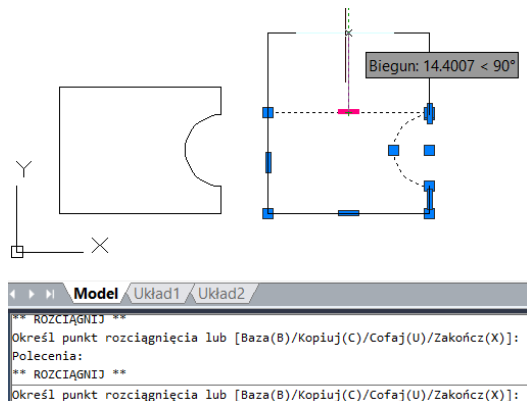 Biegun: 14.4007 < 90°
Y
X
Model Układ1 Układ2
** ROZCIĄGNIJ **
Określ punkt rozciągnięcia lub [Baza(B)/Kopiuj(C)/Cofaj(U)/Zakończ(X)]:
Polecenia:
** ROZCIĄGNIJ **
Określ punkt rozciągnięcia lub [Baza(B)/Kopiuj(C)/Cofaj(U)/Zakończ(X)]: